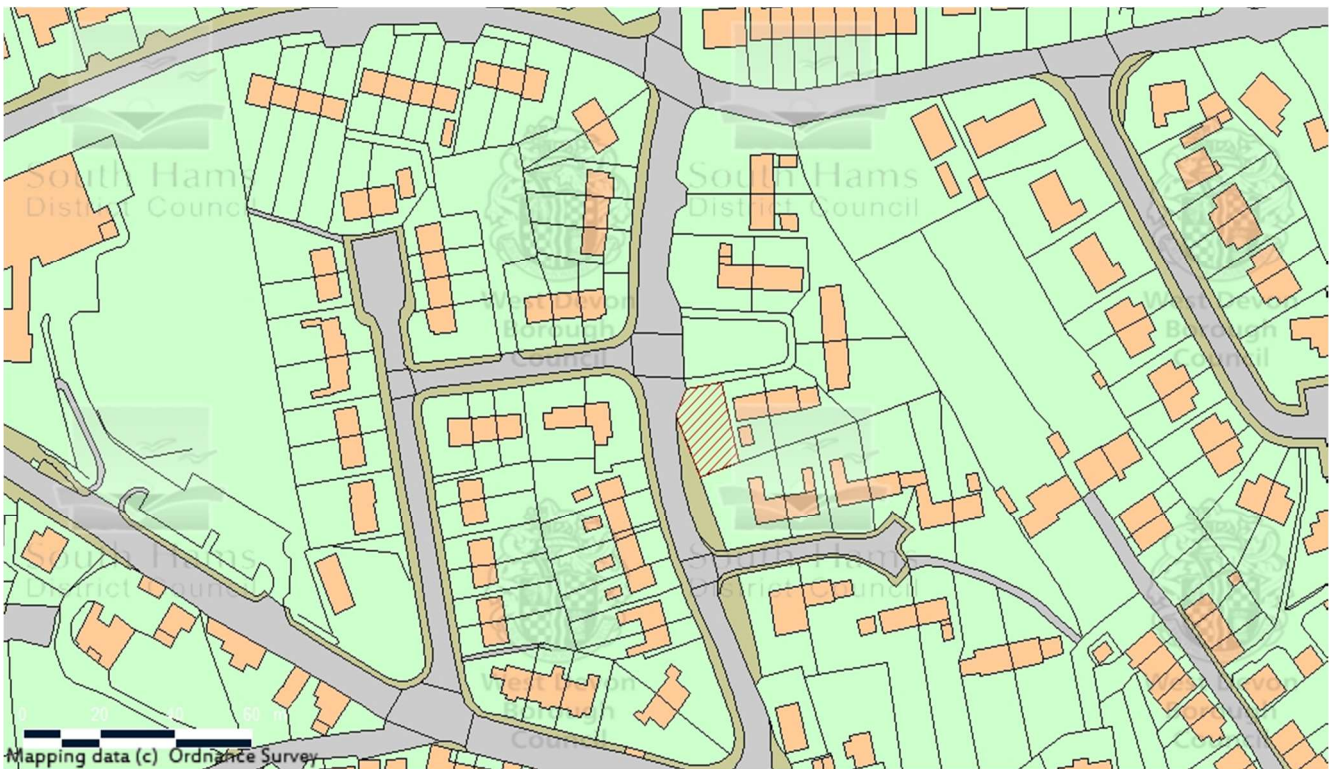 South Hams
District Council
South Hams
District Council
West Devon
Borough
Council
West Devon
Borough
Council
South Hams
District Council
South Hams
District Council
West Devon
Borough
Council
West Devon
Borough
Council
0 20 40 60 m
Mapping data (c) Ordnance Survey